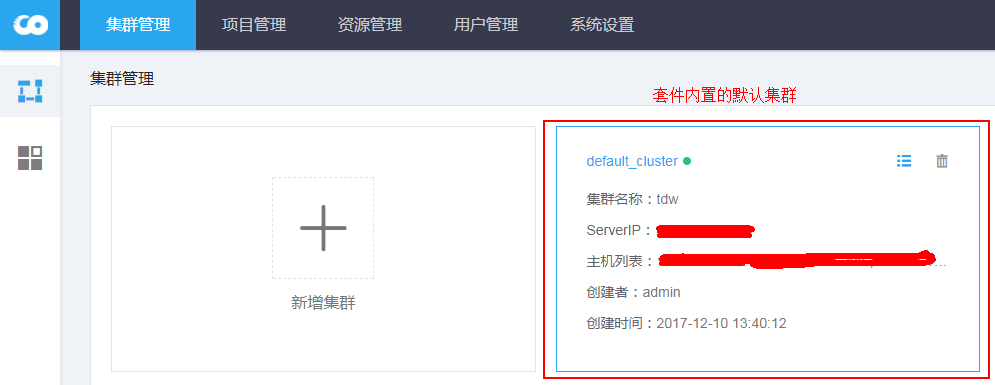 集群管理 项目管理 资源管理 用户管理 系统设置
集群管理
套件内置的默认集群
新增集群
default_cluster
集群名称：tdw
ServerIP：
主机列表：
创建者：admin
创建时间：2017-12-10 13:40:12